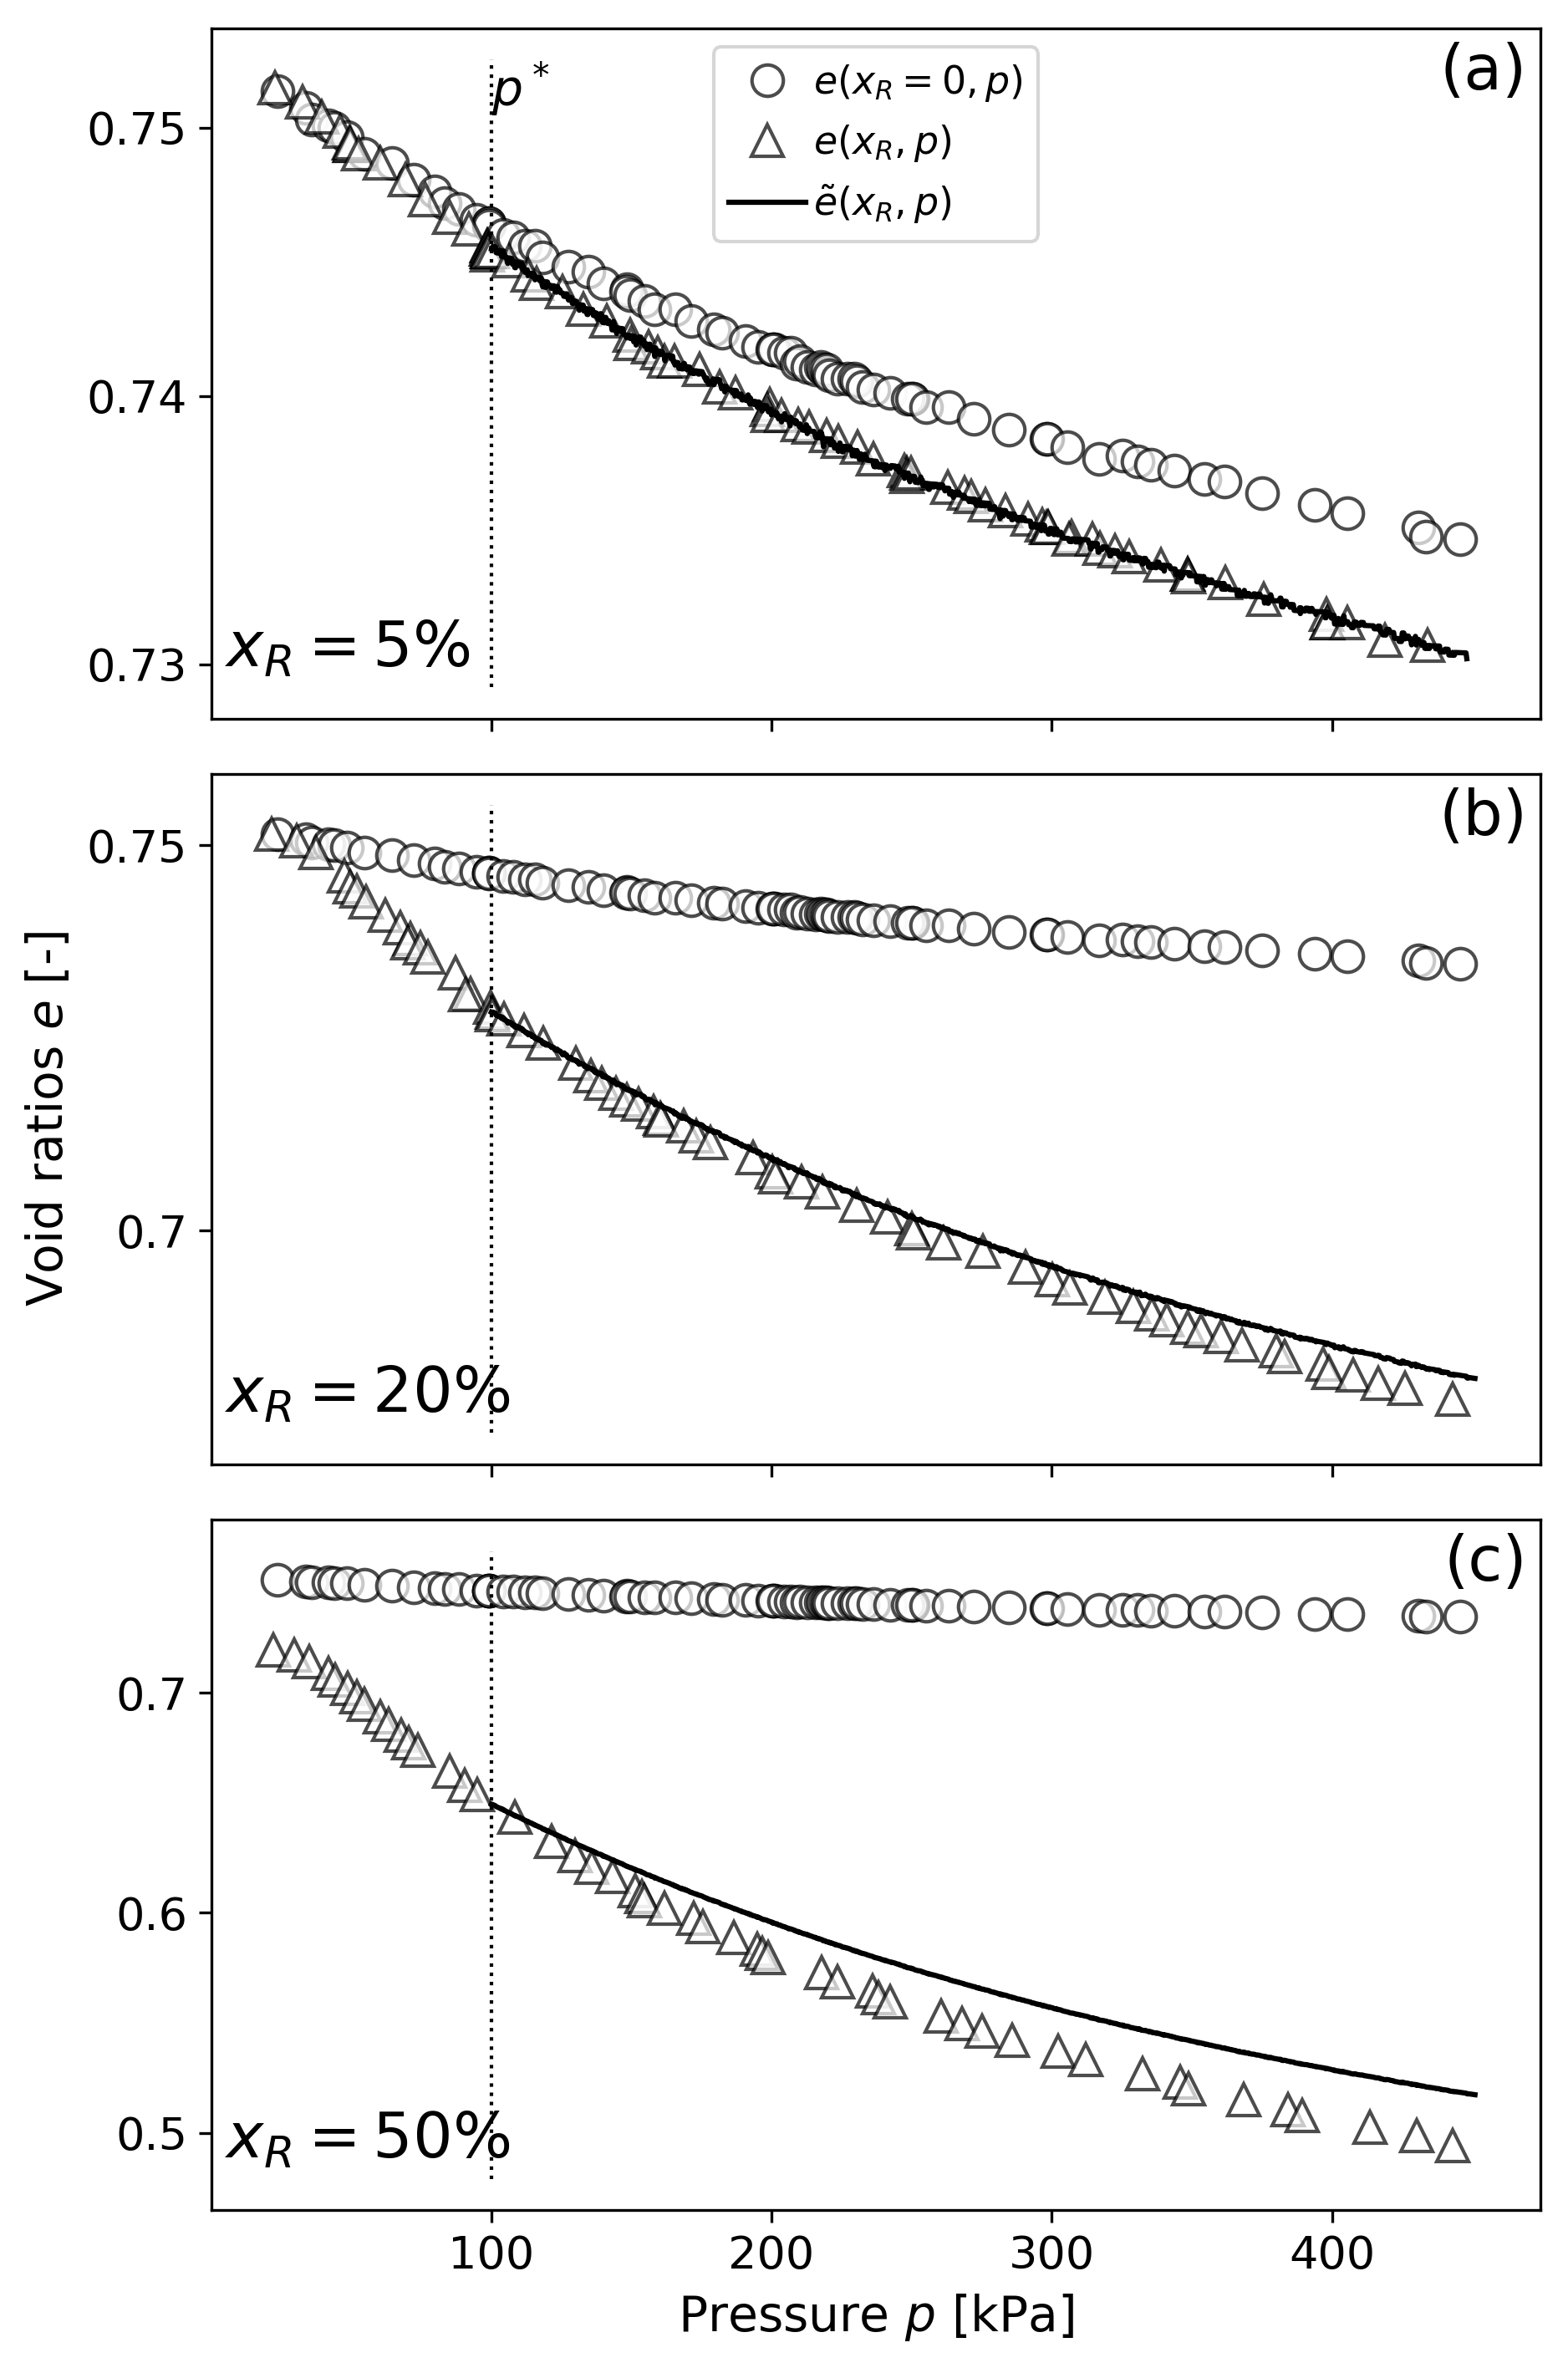 (a)
p*
e(x_R = 0, p)
e(x_R, p)
ẽ(x_R, p)
0.75
0.74
0.73
x_R = 5%
(b)
0.75
0.7
x_R = 20%
Void ratios e [-]
(c)
0.7
0.6
0.5
x_R = 50%
100 200 300 400
Pressure p [kPa]